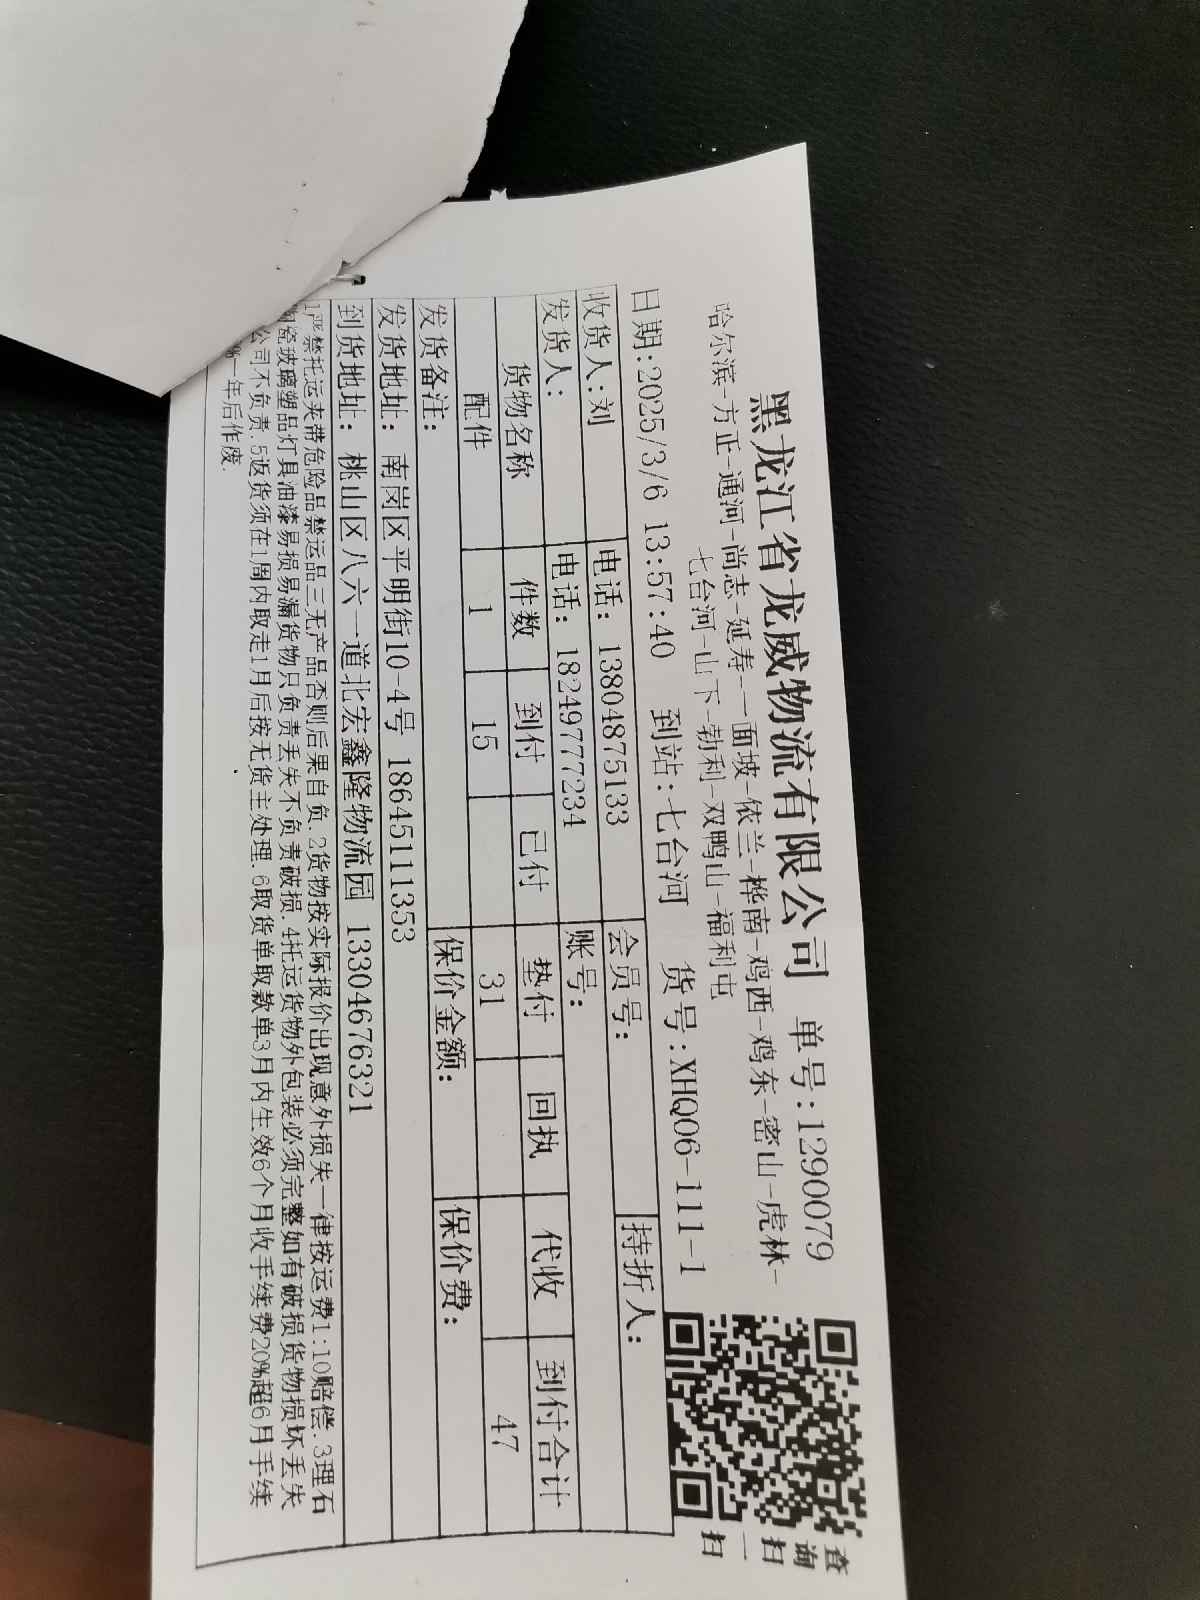 黑龙江省龙威物流有限公司 单号:1290079
哈尔滨-方正-通河-尚志-延寿-一面坡-依兰-桦南-鸡西-鸡东-密山-虎林-
七台河-山下-勃利-双鸭山-福利屯
日期:2025/3/6 13:57:40 到站:七台河 货号:XHQ06-111-1
查询扫一扫
收货人:刘 电话: 13804875133 会员号: 持折人:
发货人: 电话: 18249777234 账号:
货物名称 件数 到付 已付 垫付 回执 代收 到付合计
配件 1 15 31 47
发货备注: 保价金额: 保价费:
发货地址: 南岗区平明街10-4号 18645111353
到货地址: 桃山区八六一道北宏鑫隆物流园 13304676321
1严禁托运夹带危险品禁运品三无产品否则后果自负.2货物按实际报价出现意外损失一律按运费1:10赔偿.3理石
瓷玻璃塑品灯具油漆易损易漏货物只负责丢失不负责破损.4托运货物外包装必须完整如有破损货物损坏丢失
公司不负责.5返货须在1周内取走1月后按无货主处理.6取货单取款单3月内生效6个月收手续费20%超6月手续
%一年后作废.